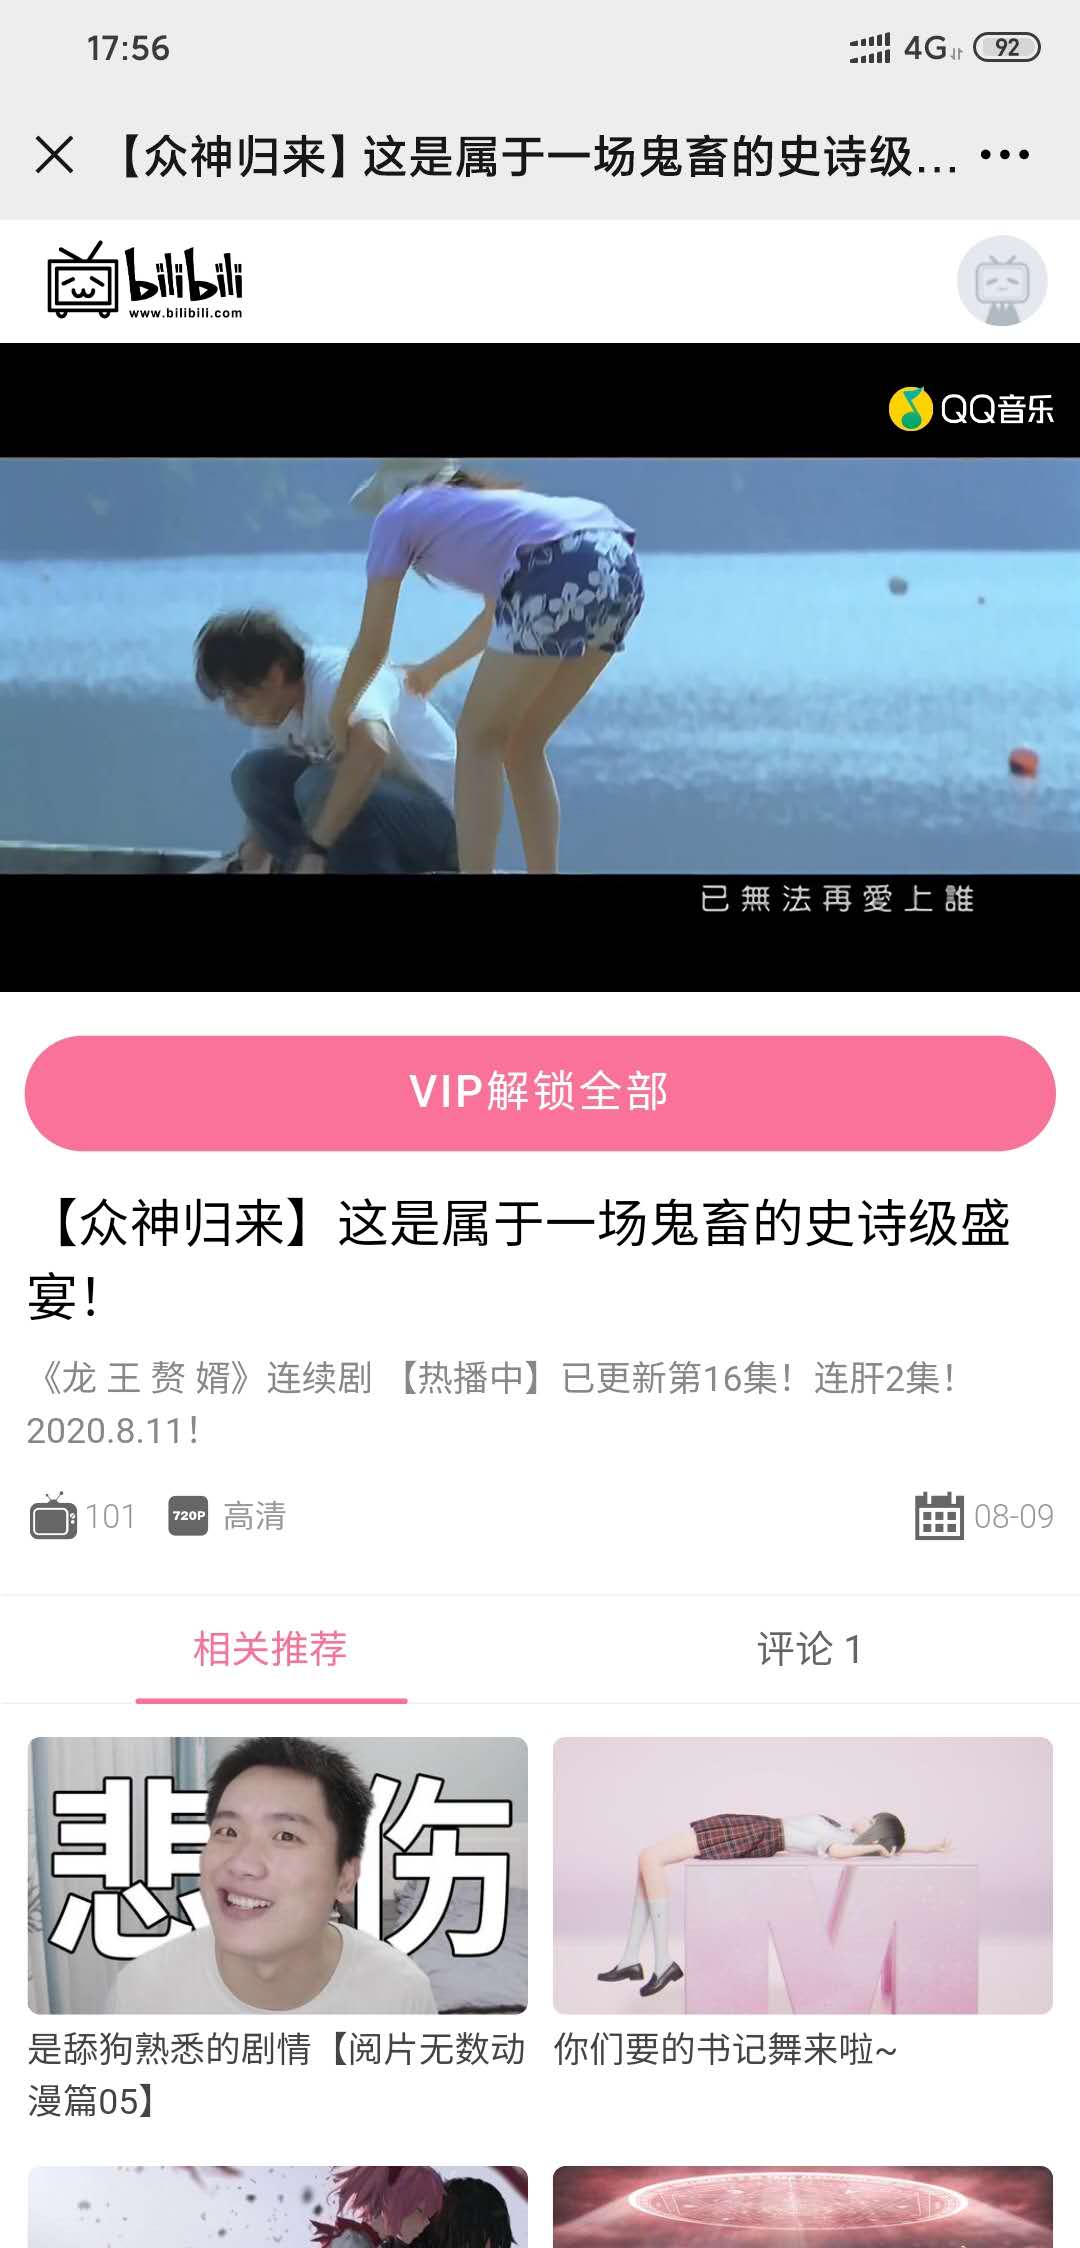 17:56
4G
92
【众神归来】这是属于一场鬼畜的史诗级...
bilibili
www.bilibili.com
QQ音乐
已無法再愛上誰
VIP解锁全部
【众神归来】这是属于一场鬼畜的史诗级盛
宴！
《龙 王 赘 婿》连续剧 【热播中】已更新第16集！连肝2集！
2020.8.11！
101
720P
高清
08-09
相关推荐
评论 1
悲伤
M
是舔狗熟悉的剧情【阅片无数动
漫篇05】
你们要的书记舞来啦~